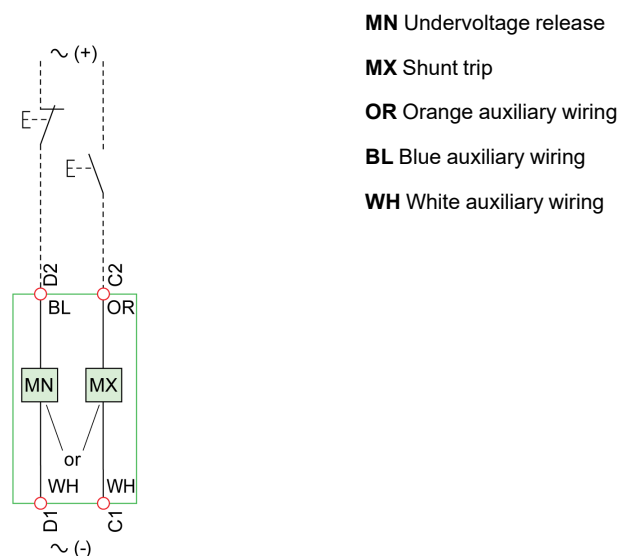 MN Undervoltage release
MX Shunt trip
OR Orange auxiliary wiring
BL Blue auxiliary wiring
WH White auxiliary wiring
~ (+)
D2 C2
BL OR
MN MX
or
WH WH
D1 C1
~ (-)